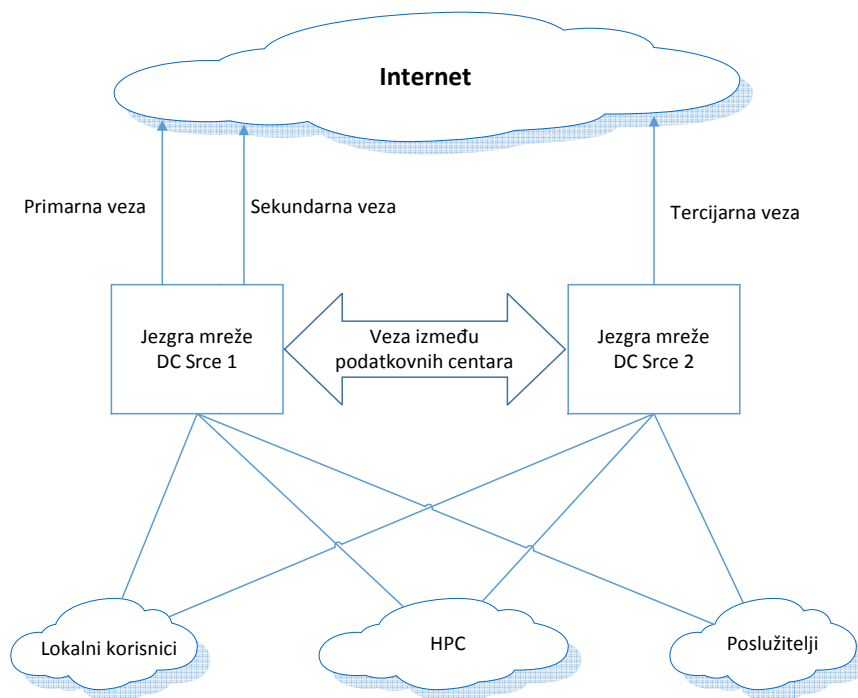 Internet
Primarna veza
Sekundarna veza
Tercijarna veza
Jezgra mreže
DC Srce 1
Veza između
podatkovnih centara
Jezgra mreže
DC Srce 2
Lokalni korisnici
HPC
Poslužitelji